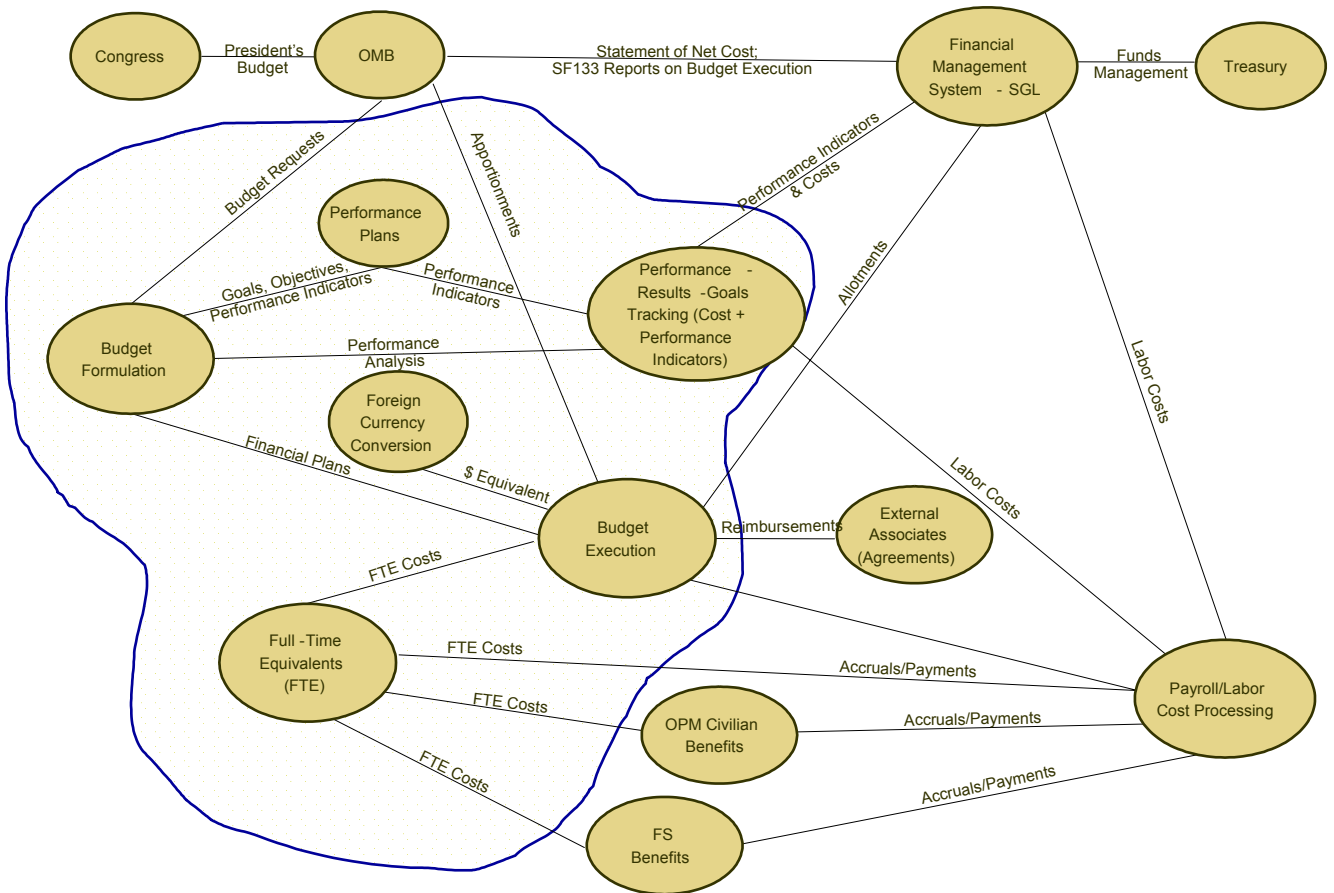 Congress
President's
Budget
OMB
Statement of Net Cost;
SF133 Reports on Budget Execution
Financial
Management
System - SGL
Funds
Management
Treasury
Budget Requests
Apportionments
Performance Indicators
& Costs
Performance
Plans
Goals, Objectives,
Performance Indicators
Performance
Indicators
Performance -
Results -Goals
Tracking (Cost +
Performance
Indicators)
Allotments
Labor Costs
Budget
Formulation
Performance
Analysis
Foreign
Currency
Conversion
Financial Plans
$ Equivalent
Labor Costs
Budget
Execution
Reimbursements
External
Associates
(Agreements)
FTE Costs
Full -Time
Equivalents
(FTE)
FTE Costs
Accruals/Payments
Payroll/Labor
Cost Processing
FTE Costs
OPM Civilian
Benefits
Accruals/Payments
FTE Costs
FS
Benefits
Accruals/Payments